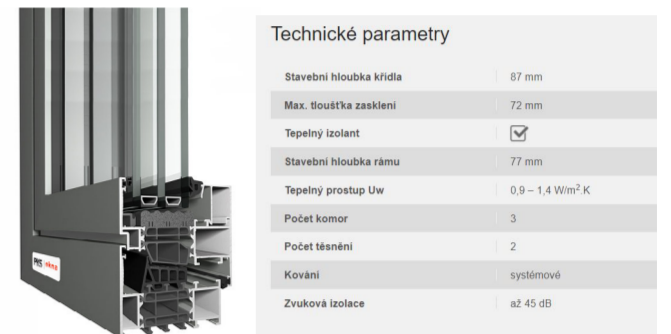 Technické parametry
Stavební hloubka křídla 87 mm
Max. tloušťka zasklení 72 mm
Tepelný izolant
Stavební hloubka rámu 77 mm
Tepelný prostup Uw 0,9 – 1,4 W/m².K
Počet komor 3
Počet těsnění 2
Kování systémové
Zvuková izolace až 45 dB
PKS okna